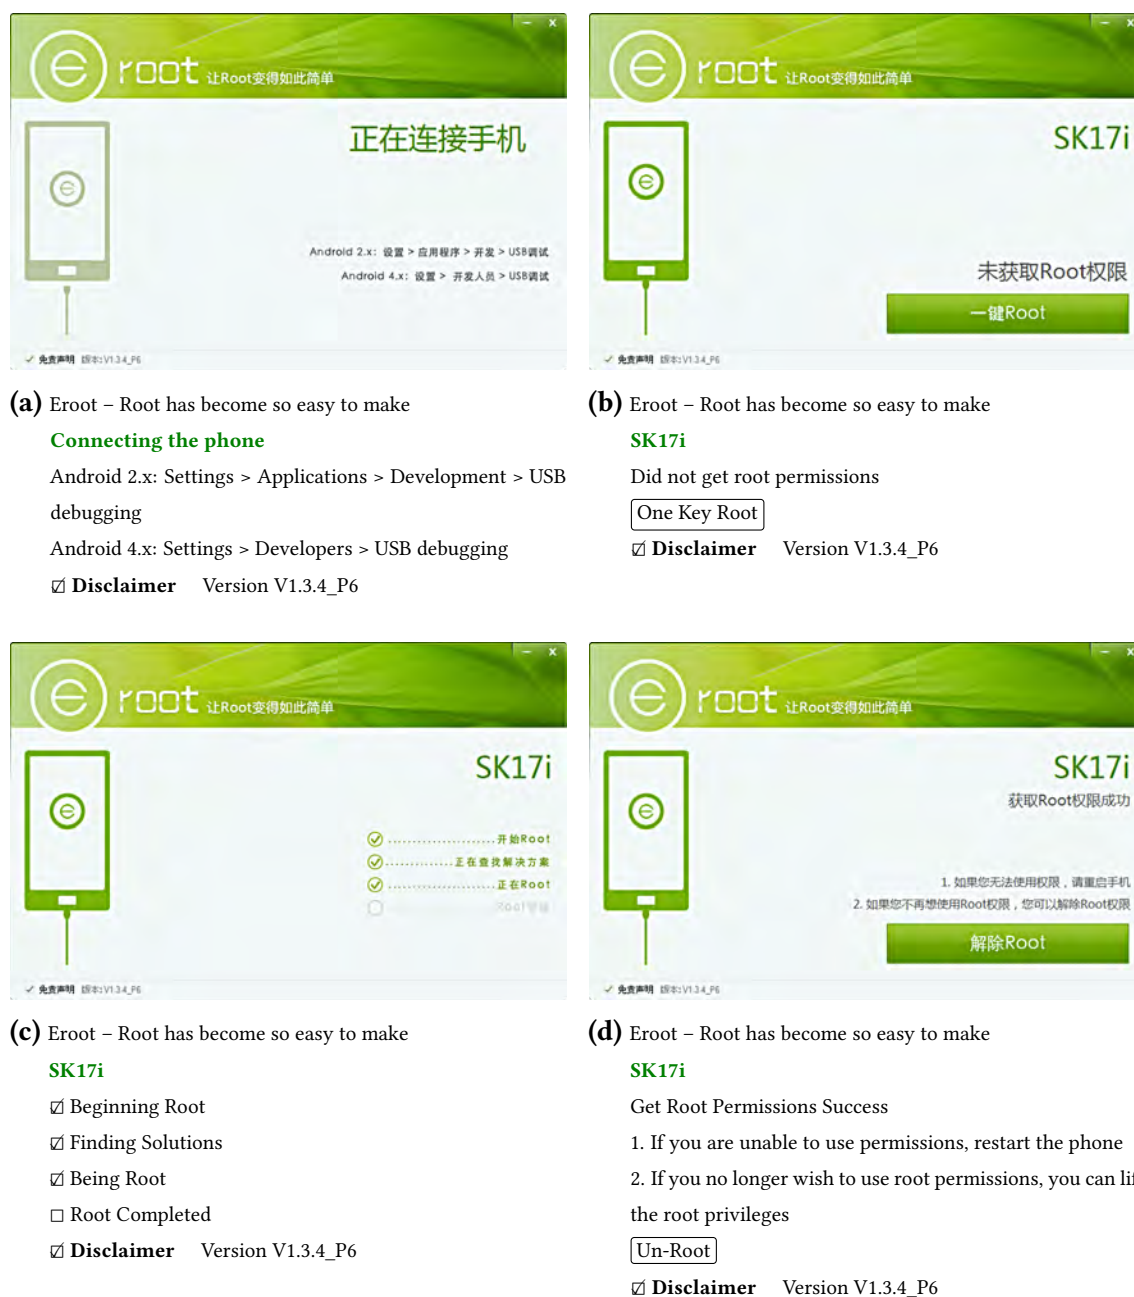 e root 让Root变得如此简单
正在连接手机
Android 2.x: 设置 > 应用程序 > 开发 > USB调试
Android 4.x: 设置 > 开发人员 > USB调试
✓ 免责声明 版本:V1.3.4_P6
(a) Eroot – Root has become so easy to make
Connecting the phone
Android 2.x: Settings > Applications > Development > USB
debugging
Android 4.x: Settings > Developers > USB debugging
☑ Disclaimer Version V1.3.4_P6
e root 让Root变得如此简单
SK17i
未获取Root权限
一键Root
✓ 免责声明 版本:V1.3.4_P6
(b) Eroot – Root has become so easy to make
SK17i
Did not get root permissions
One Key Root
☑ Disclaimer Version V1.3.4_P6
e root 让Root变得如此简单
SK17i
开始Root
正在查找解决方案
正在Root
✓ 免责声明 版本:V1.3.4_P6
(c) Eroot – Root has become so easy to make
SK17i
☑ Beginning Root
☑ Finding Solutions
☑ Being Root
☐ Root Completed
☑ Disclaimer Version V1.3.4_P6
e root 让Root变得如此简单
SK17i
获取Root权限成功
1. 如果您无法使用权限，请重启手机
2. 如果您不再想使用Root权限，您可以解除Root权限
解除Root
✓ 免责声明 版本:V1.3.4_P6
(d) Eroot – Root has become so easy to make
SK17i
Get Root Permissions Success
1. If you are unable to use permissions, restart the phone
2. If you no longer wish to use root permissions, you can
the root privileges
Un-Root
☑ Disclaimer Version V1.3.4_P6